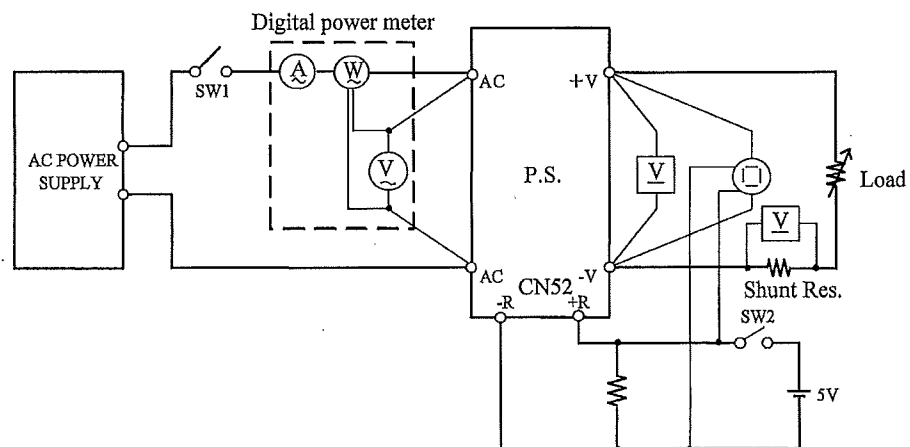 Digital power meter
A
W
SW1
AC
+V
AC POWER
SUPPLY
V
P.S.
V
Load
V
AC
-V
CN52
Shunt Res.
-R
+R
SW2
5V